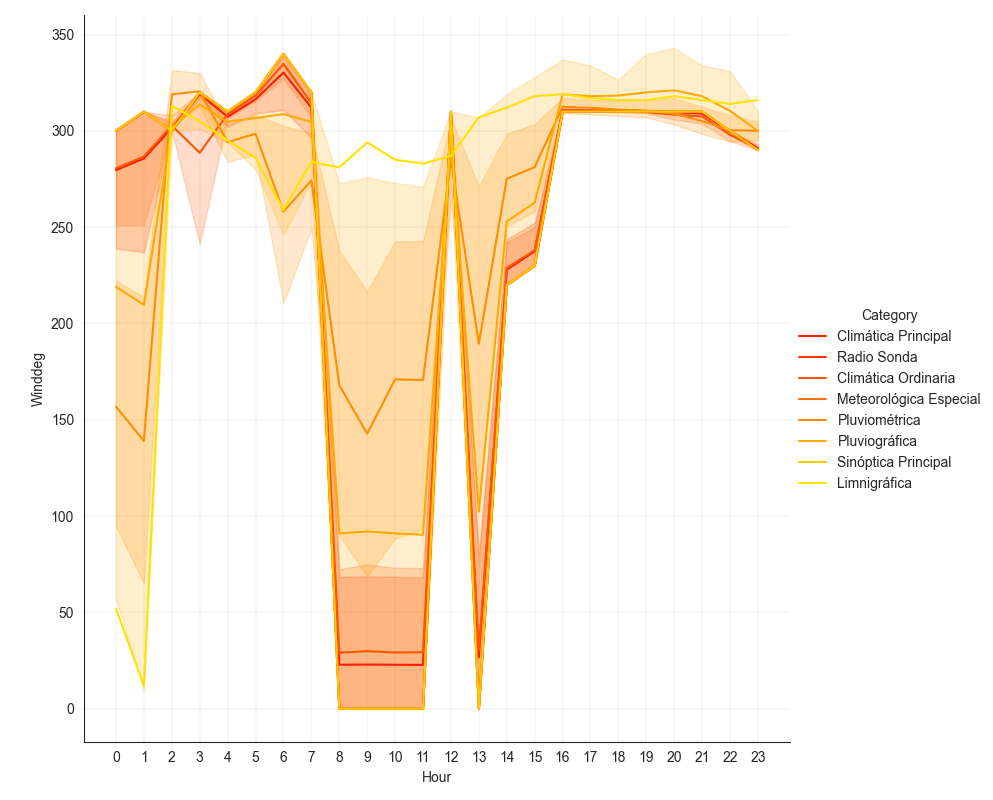 350
300
250
200
150
100
50
0
Winddeg
0 1 2 3 4 5 6 7 8 9 10 11 12 13 14 15 16 17 18 19 20 21 22 23
Hour
Category
Climática Principal
Radio Sonda
Climática Ordinaria
Meteorológica Especial
Pluviométrica
Pluviográfica
Sinóptica Principal
Limnigráfica